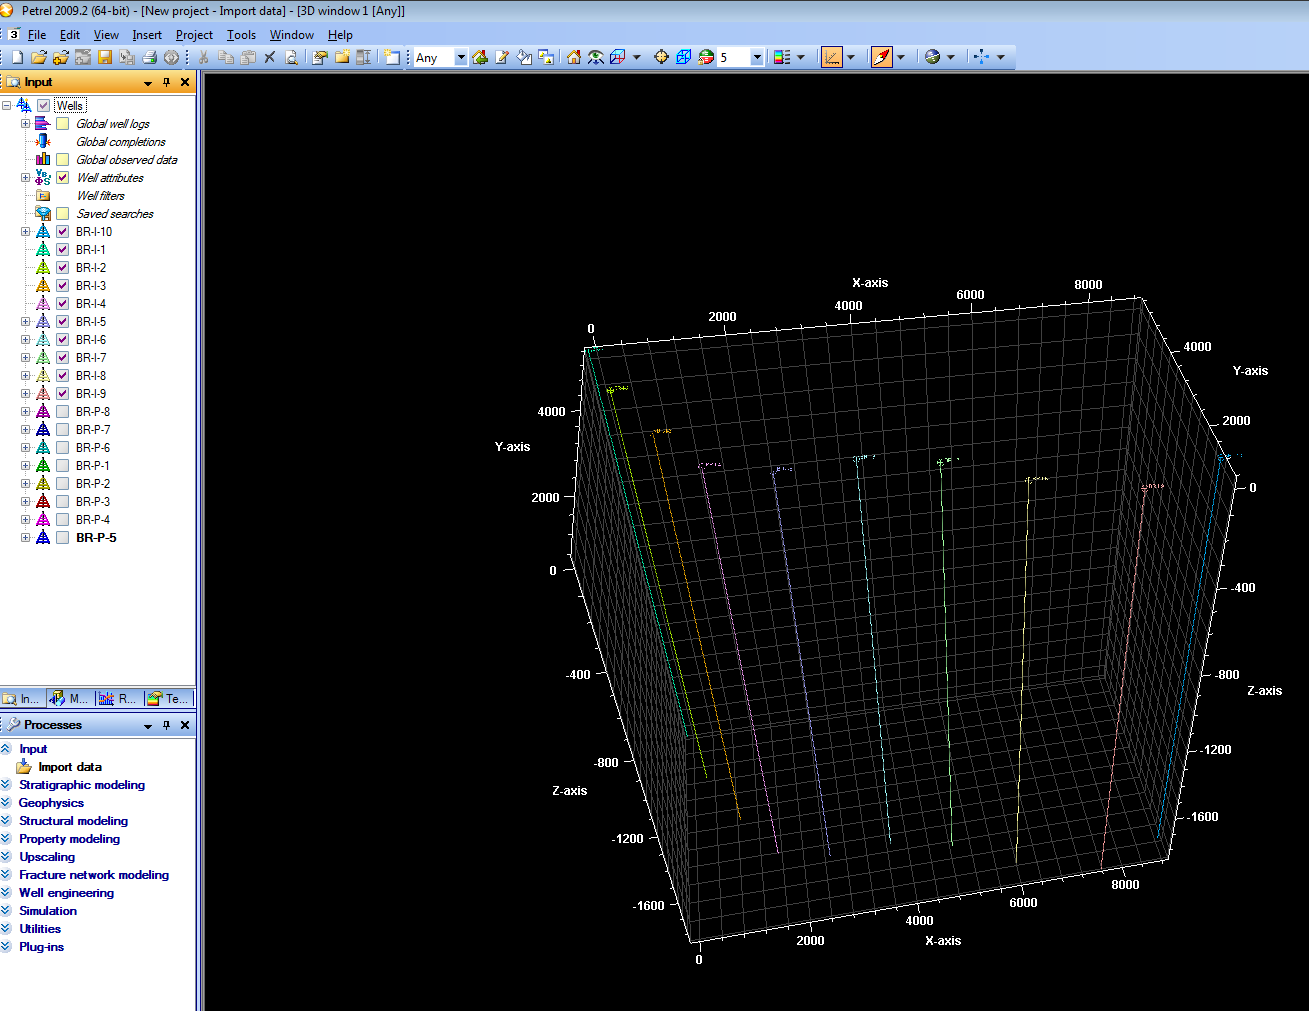 Petrel 2009.2 (64-bit) - [New project - Import data] - [3D window 1 [Any]]
3 File Edit View Insert Project Tools Window Help
Any 5
Input
Wells
Global well logs
Global completions
Global observed data
Well attributes
Well filters
Saved searches
BR-I-10
BR-I-1
BR-I-2
BR-I-3
BR-I-4
BR-I-5
BR-I-6
BR-I-7
BR-I-8
BR-I-9
BR-P-8
BR-P-7
BR-P-6
BR-P-1
BR-P-2
BR-P-3
BR-P-4
BR-P-5
In... M... R... Te...
Processes
Input
Import data
Stratigraphic modeling
Geophysics
Structural modeling
Property modeling
Upscaling
Fracture network modeling
Well engineering
Simulation
Utilities
Plug-ins
X-axis
0 2000 4000 6000 8000
4000
Y-axis
2000
0
4000
Y-axis
2000
0
-400
-800
Z-axis
-1200
-1600
-400
-800
Z-axis
-1200
-1600
0 2000 4000 6000 8000
X-axis